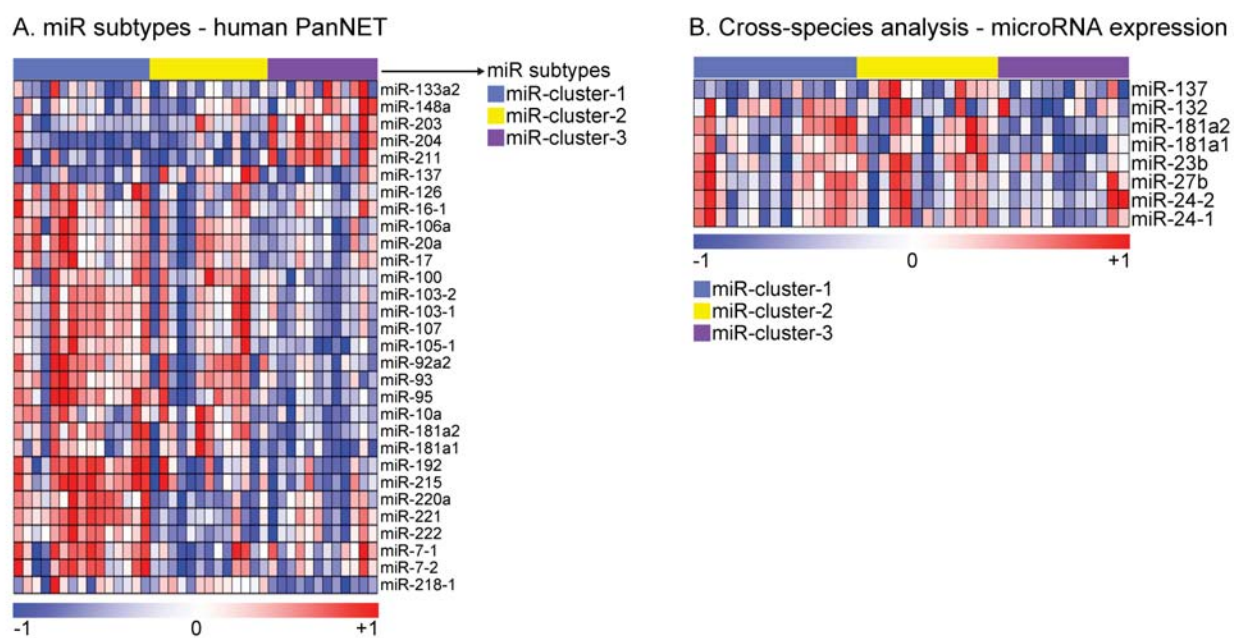 A. miR subtypes - human PanNET
miR subtypes
miR-cluster-1
miR-cluster-2
miR-cluster-3
miR-133a2
miR-148a
miR-203
miR-204
miR-211
miR-137
miR-126
miR-16-1
miR-106a
miR-20a
miR-17
miR-100
miR-103-2
miR-103-1
miR-107
miR-105-1
miR-92a2
miR-93
miR-95
miR-10a
miR-181a2
miR-181a1
miR-192
miR-215
miR-220a
miR-221
miR-222
miR-7-1
miR-7-2
miR-218-1
-1 0 +1
B. Cross-species analysis - microRNA expression
miR-137
miR-132
miR-181a2
miR-181a1
miR-23b
miR-27b
miR-24-2
miR-24-1
-1 0 +1
miR-cluster-1
miR-cluster-2
miR-cluster-3